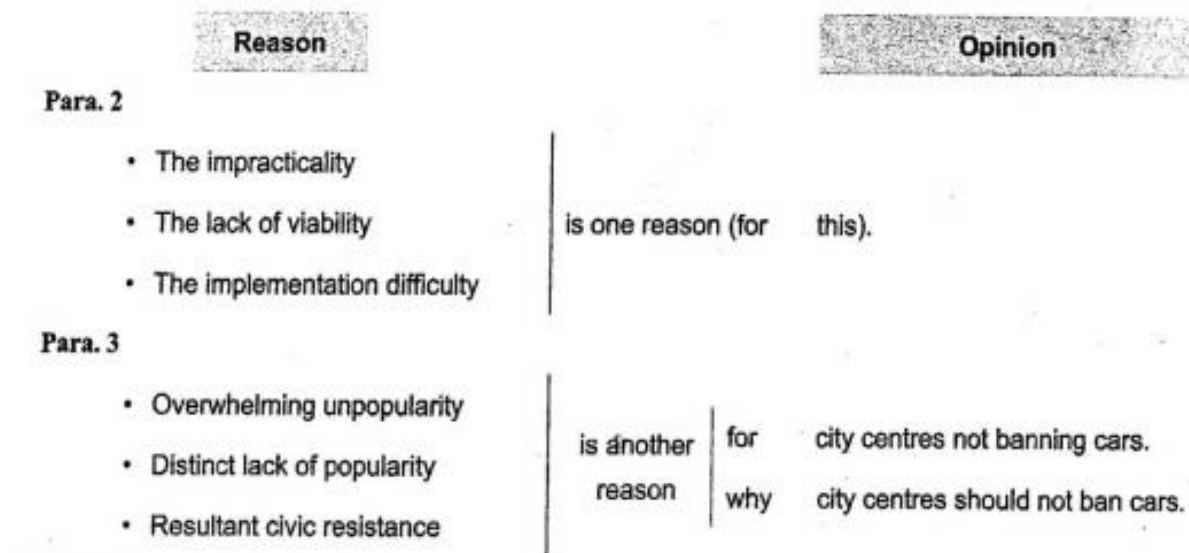 Reason Opinion
Para. 2
• The impracticality
• The lack of viability is one reason (for this).
• The implementation difficulty
Para. 3
• Overwhelming unpopularity
is another reason for city centres not banning cars.
• Distinct lack of popularity
why city centres should not ban cars.
• Resultant civic resistance